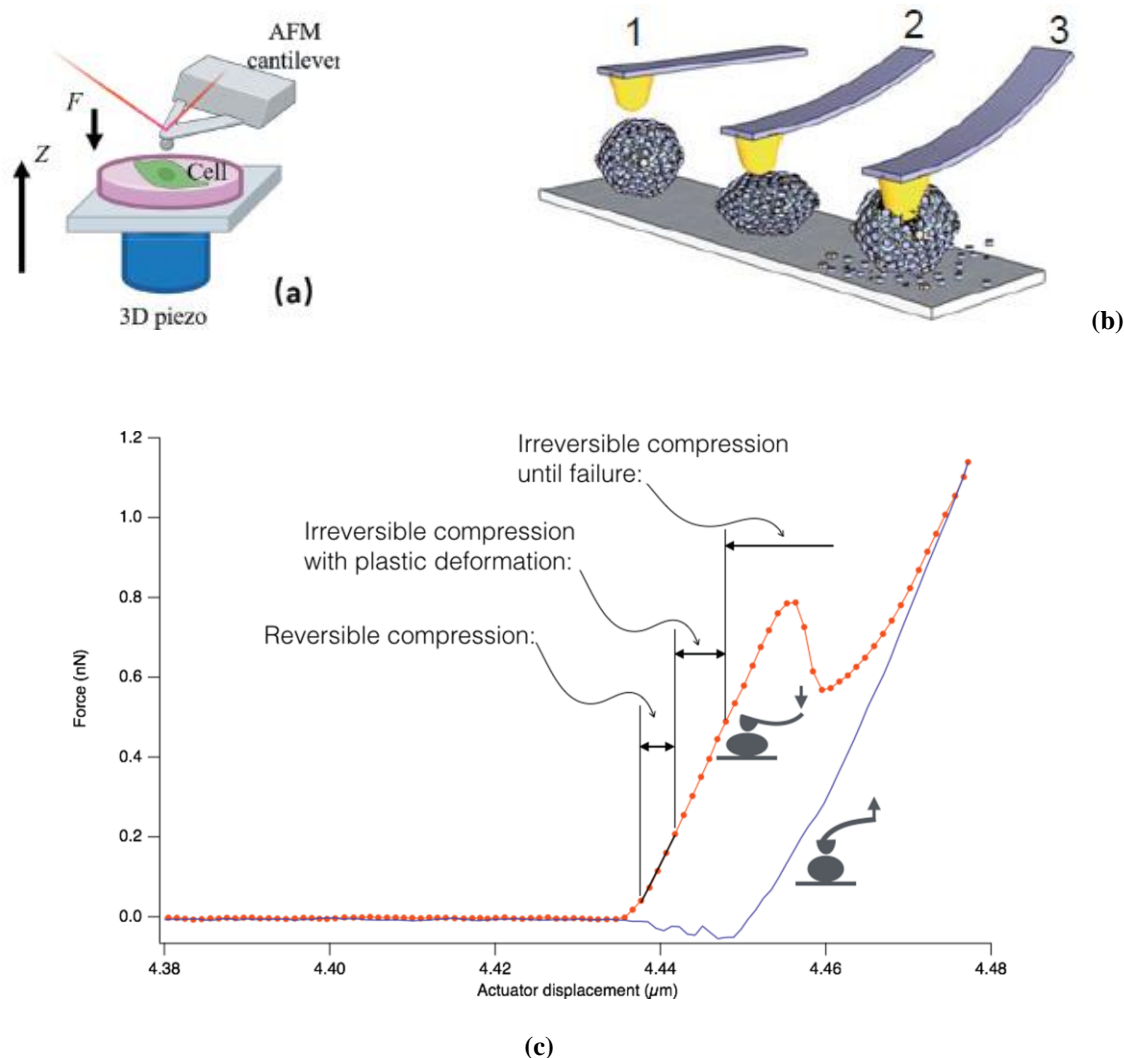 AFM
cantilever
F
Z
Cell
(a)
3D piezo
1
2
3
(b)
Irreversible compression
until failure:
Irreversible compression
with plastic deformation:
Reversible compression:
1.2
1.0
0.8
0.6
0.4
0.2
0.0
Force (nN)
4.38
4.40
4.42
4.44
4.46
4.48
Actuator displacement (µm)
(c)